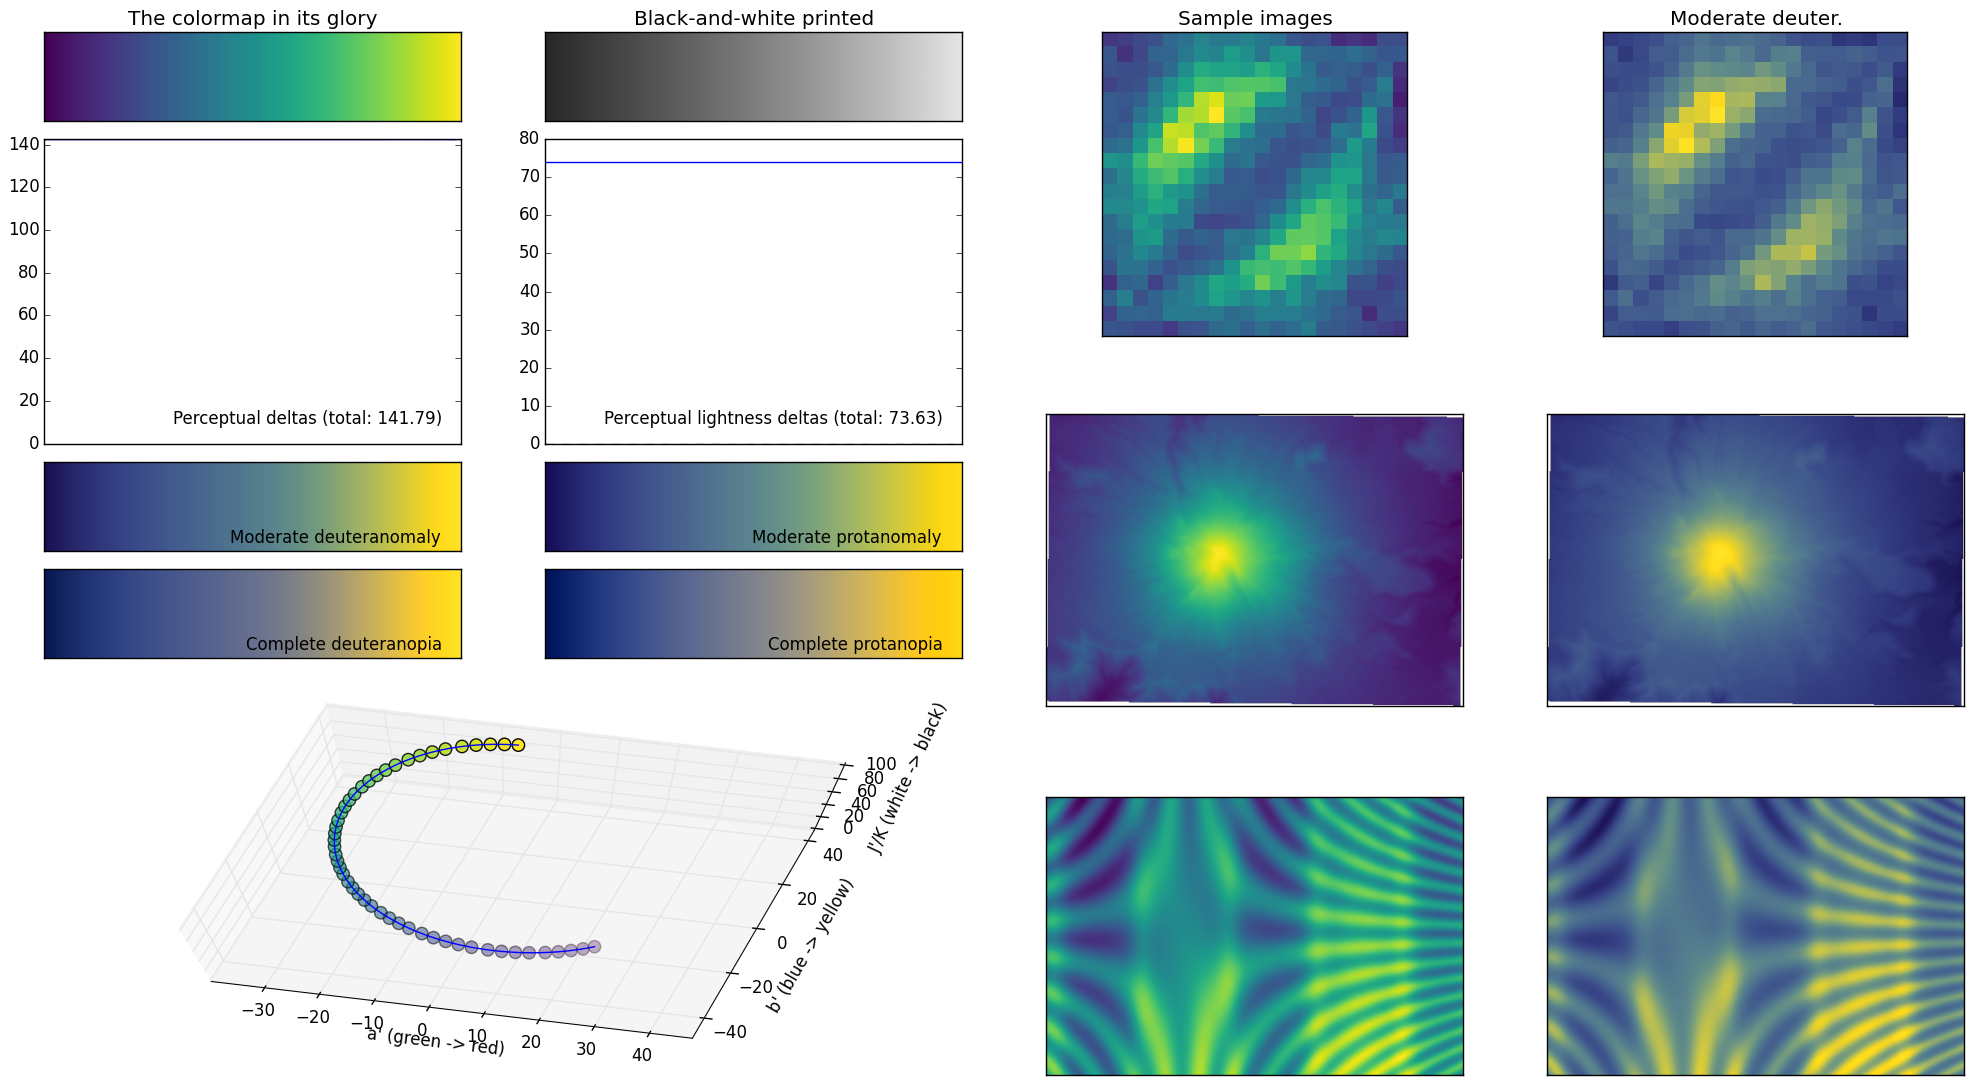 The colormap in its glory
Black-and-white printed
Sample images
Moderate deuter.
140
120
100
80
60
40
20
0
Perceptual deltas (total: 141.79)
80
70
60
50
40
30
20
10
0
Perceptual lightness deltas (total: 73.63)
Moderate deuteranomaly
Moderate protanomaly
Complete deuteranopia
Complete protanopia
−30
−20
−10
0
10
20
30
40
a' (green -> red)
−40
−20
0
20
40
b' (blue -> yellow)
0
20
40
60
80
100
J'/K (white -> black)